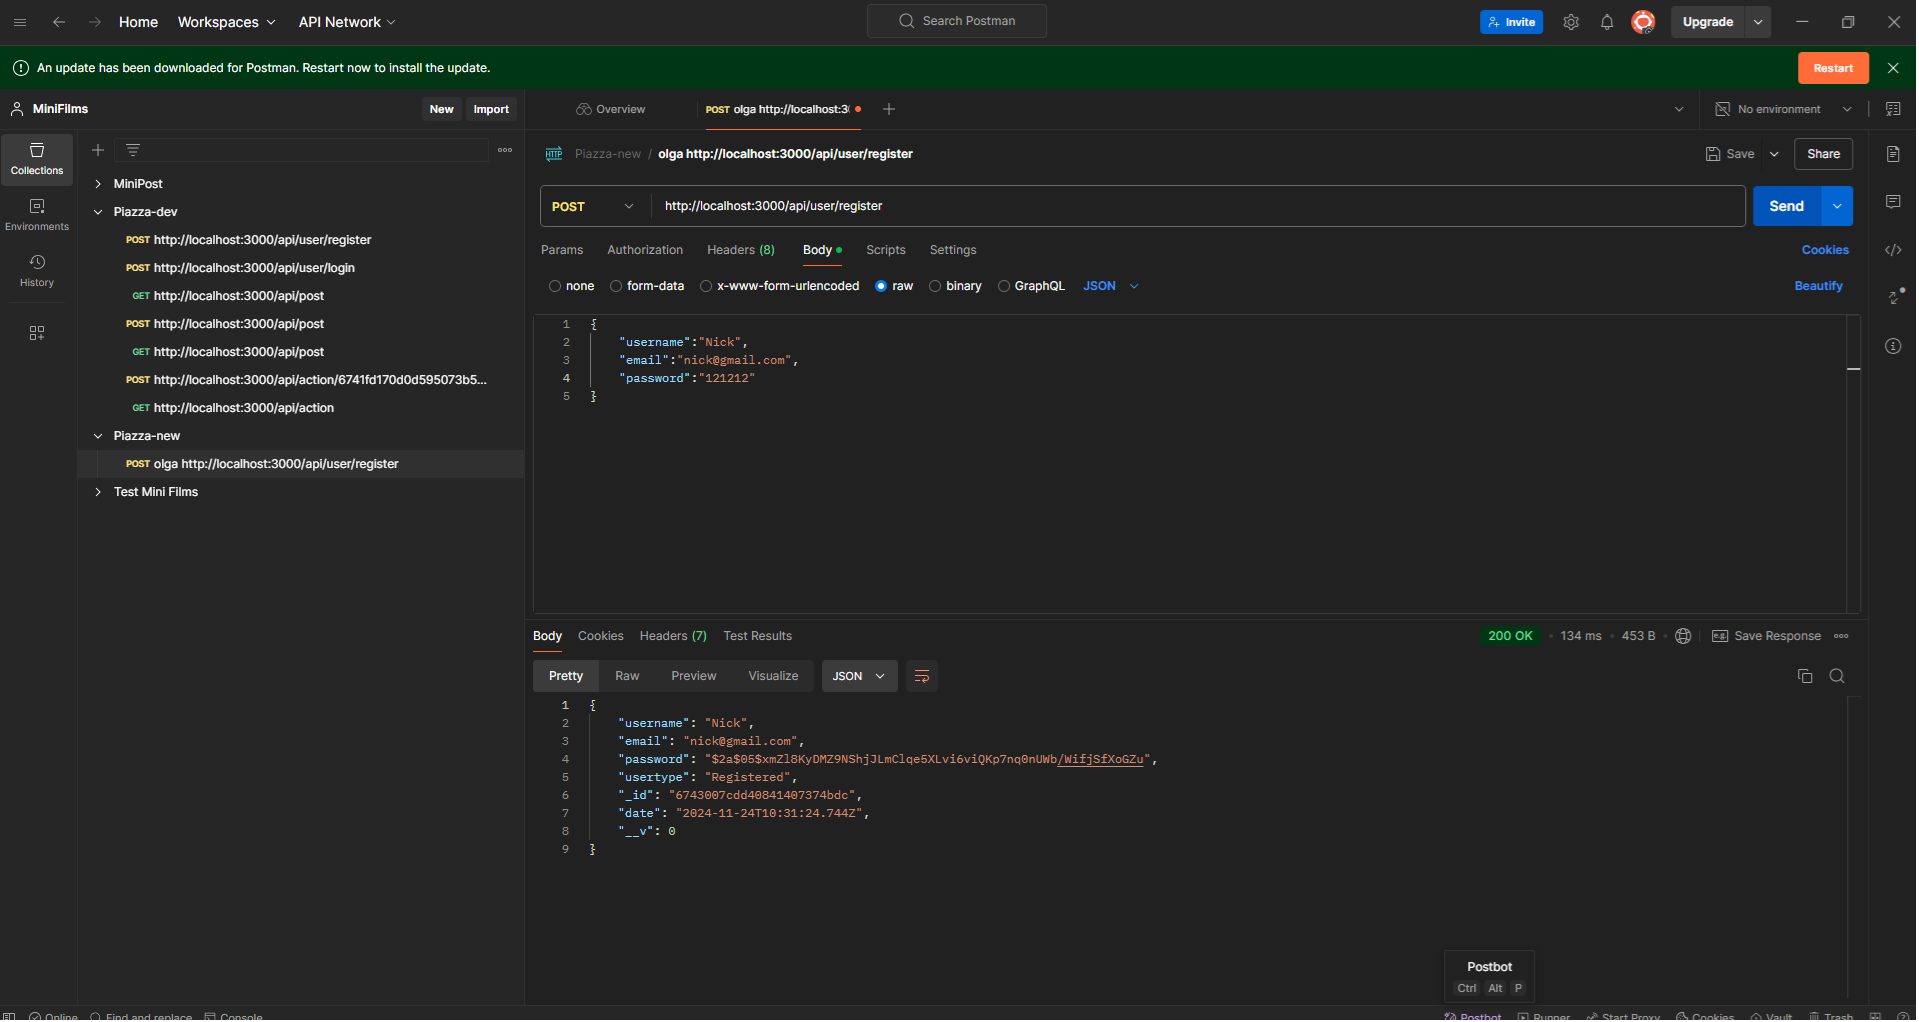 Home Workspaces API Network Search Postman Invite Upgrade
An update has been downloaded for Postman. Restart now to install the update. Restart
MiniFilms New Import Overview POST olga http://localhost:3 No environment
Collections
Environments
History
MiniPost
Piazza-dev
POST http://localhost:3000/api/user/register
POST http://localhost:3000/api/user/login
GET http://localhost:3000/api/post
POST http://localhost:3000/api/post
GET http://localhost:3000/api/post
POST http://localhost:3000/api/action/6741fd170d0d595073b5...
GET http://localhost:3000/api/action
Piazza-new
POST olga http://localhost:3000/api/user/register
Test Mini Films
HTTP Piazza-new / olga http://localhost:3000/api/user/register Save Share
POST http://localhost:3000/api/user/register Send
Params Authorization Headers (8) Body Scripts Settings Cookies
none form-data x-www-form-urlencoded raw binary GraphQL JSON Beautify
1 {
2 "username":"Nick",
3 "email":"nick@gmail.com",
4 "password":"121212"
5 }
Body Cookies Headers (7) Test Results 200 OK 134 ms 453 B Save Response
Pretty Raw Preview Visualize JSON
1 {
2 "username": "Nick",
3 "email": "nick@gmail.com",
4 "password": "$2a$05$xmZl8KyDMZ9NShjJLmClqe5XLvi6viQKp7nq0nUWb/WifjSfXoGZu",
5 "usertype": "Registered",
6 "_id": "6743007cdd40841407374bdc",
7 "date": "2024-11-24T10:31:24.744Z",
8 "__v": 0
9 }
Postbot
Ctrl Alt P
Online Find and replace Console Postbot Runner Start Proxy Cookies Vault Trash